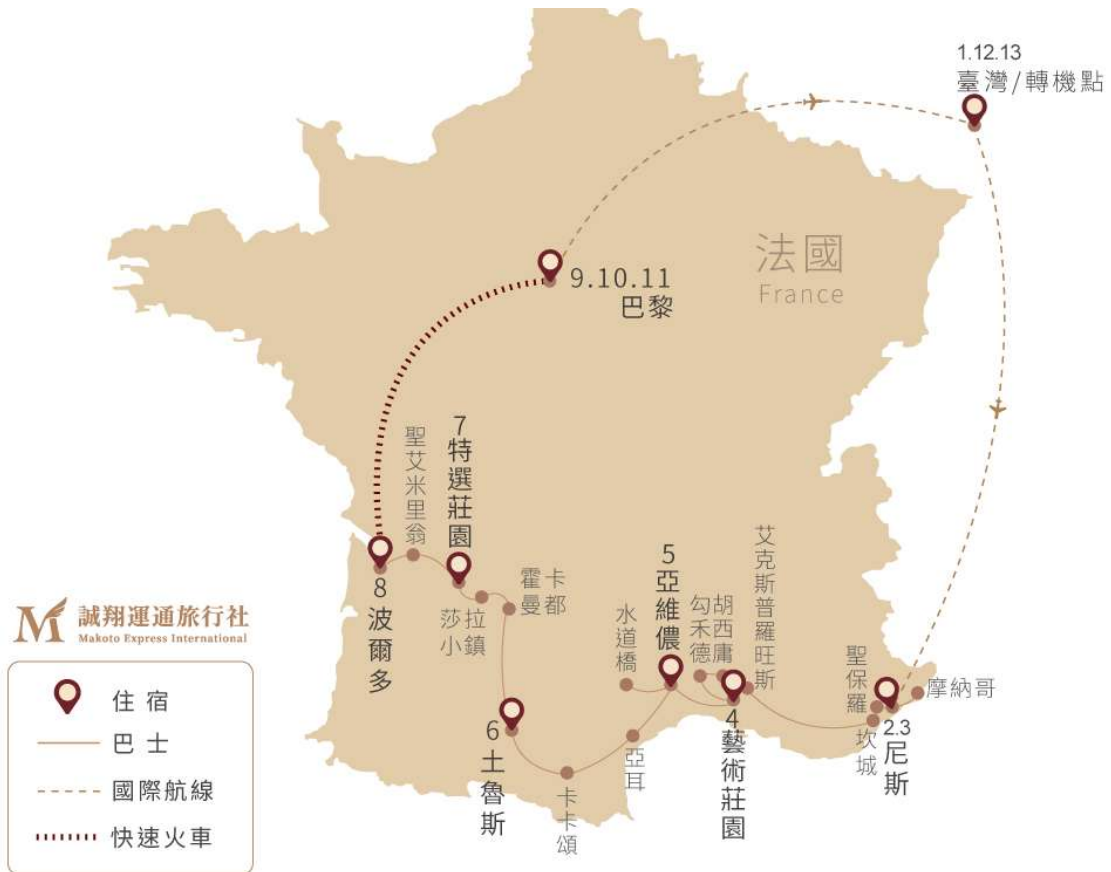 1.12.13
臺灣/轉機點
法國
France
9.10.11
巴黎
7特選莊園
聖艾米里翁
8波爾多
莎拉
小鎮
霍卡
曼都
6土魯斯
卡卡頌
亞耳
水道橋
5亞維儂
勾禾德
胡西庸
4藝術莊園
艾克斯普羅旺斯
聖保羅
坎城
2.3
尼斯
摩納哥
誠翔運通旅行社
Makoto Express International
住宿
巴士
國際航線
快速火車